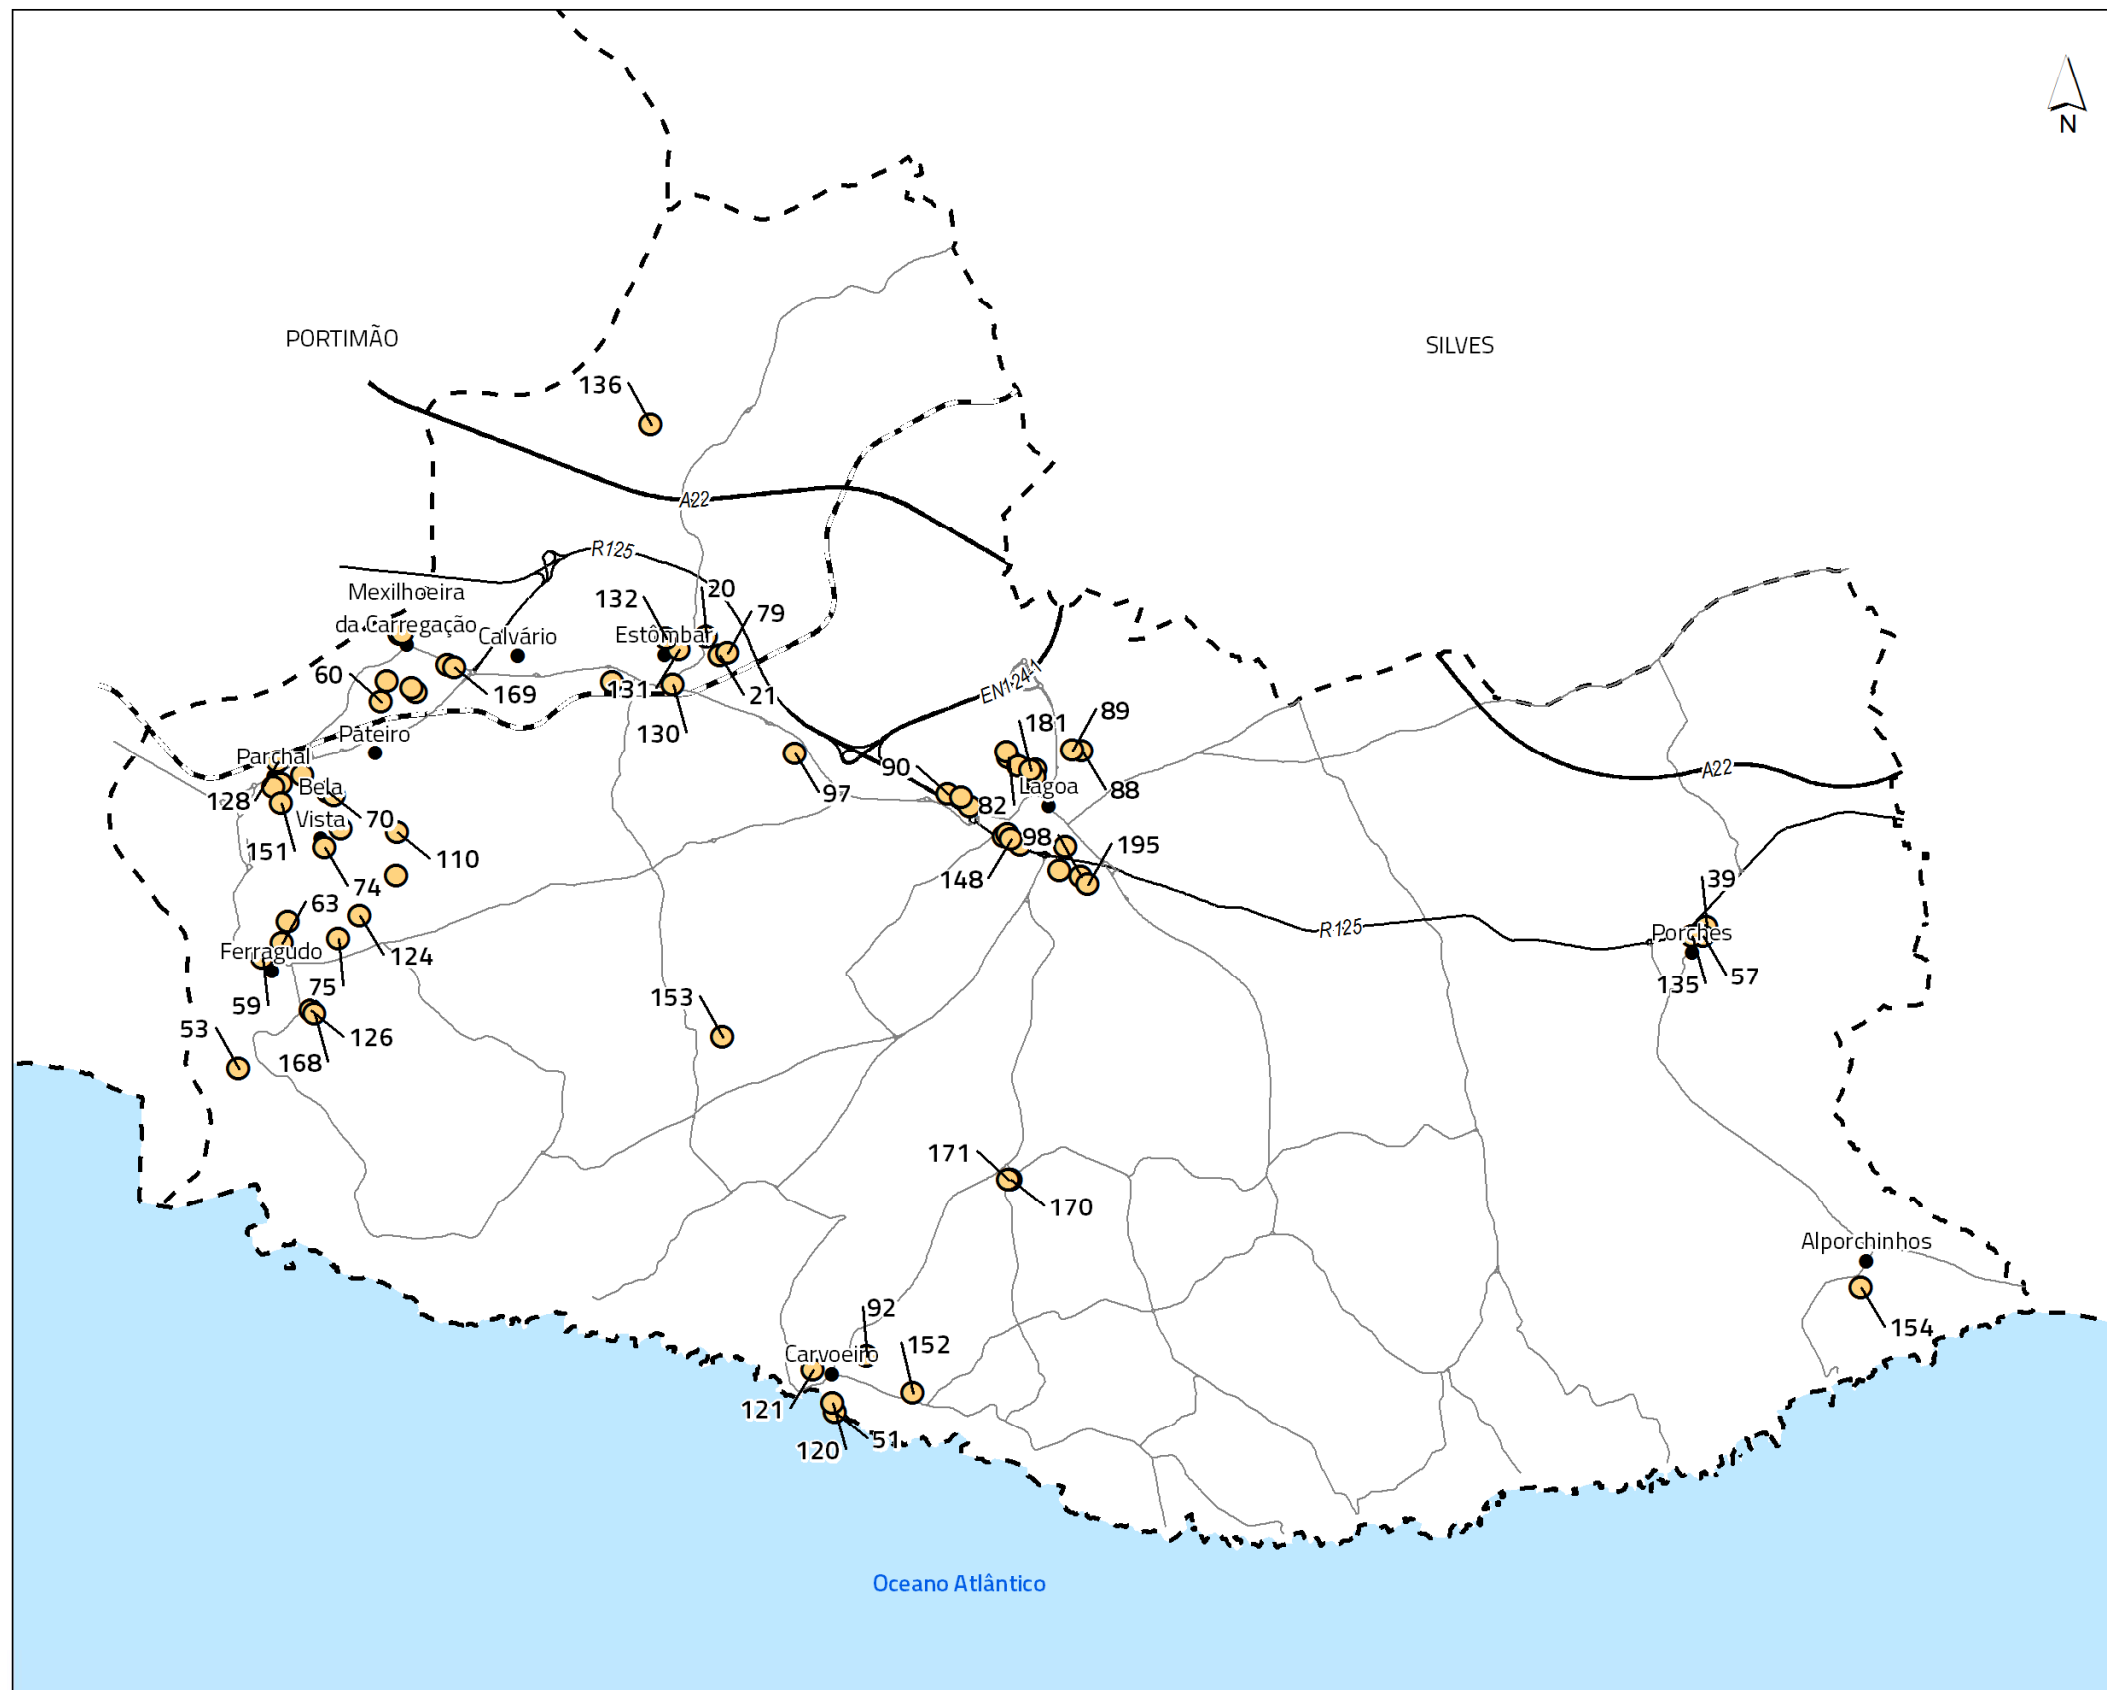 N
PORTIMÃO
SILVES
136
A22
R125
Mexilhoeira
da Carregação
Calvário
132
20
79
Estômbar
60
169
131
21
130
EN124-1
181
89
Pateiro
Parchal
128
Bela
Vista
70
151
110
74
90
97
82
Lagoa
88
98
195
148
A22
63
Ferragudo
124
75
59
53
126
168
153
R125
39
Porches
135
57
171
170
Alporchinhos
154
92
Carvoeiro
152
121
51
120
Oceano Atlântico